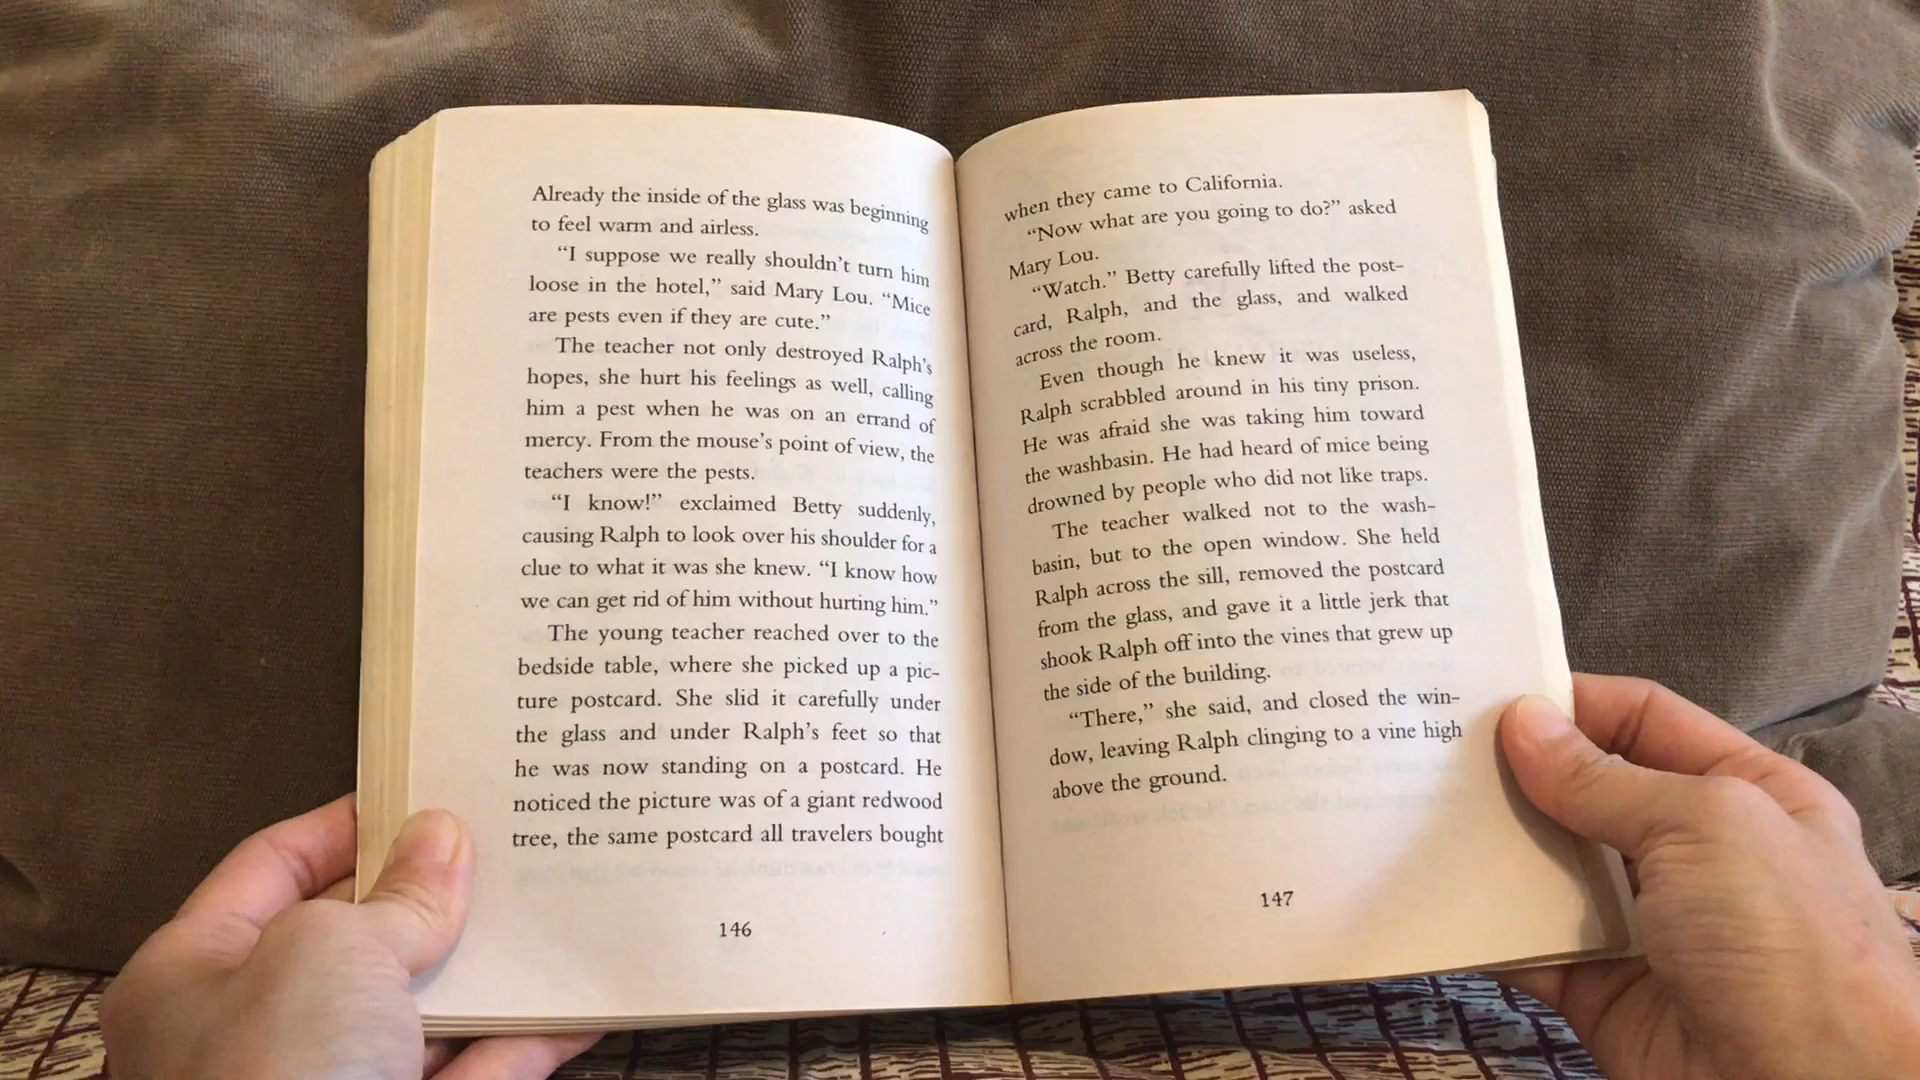 Already the inside of the glass was beginning
to feel warm and airless.
“I suppose we really shouldn’t turn him
loose in the hotel,” said Mary Lou. “Mice
are pests even if they are cute.”
The teacher not only destroyed Ralph’s
hopes, she hurt his feelings as well, calling
him a pest when he was on an errand of
mercy. From the mouse’s point of view, the
teachers were the pests.
“I know!” exclaimed Betty suddenly,
causing Ralph to look over his shoulder for a
clue to what it was she knew. “I know how
we can get rid of him without hurting him.”
The young teacher reached over to the
bedside table, where she picked up a pic-
ture postcard. She slid it carefully under
the glass and under Ralph’s feet so that
he was now standing on a postcard. He
noticed the picture was of a giant redwood
tree, the same postcard all travelers bought
146
when they came to California.
“Now what are you going to do?” asked
Mary Lou.
“Watch.” Betty carefully lifted the post-
card, Ralph, and the glass, and walked
across the room.
Even though he knew it was useless,
Ralph scrabbled around in his tiny prison.
He was afraid she was taking him toward
the washbasin. He had heard of mice being
drowned by people who did not like traps.
The teacher walked not to the wash-
basin, but to the open window. She held
Ralph across the sill, removed the postcard
from the glass, and gave it a little jerk that
shook Ralph off into the vines that grew up
the side of the building.
“There,” she said, and closed the win-
dow, leaving Ralph clinging to a vine high
above the ground.
147